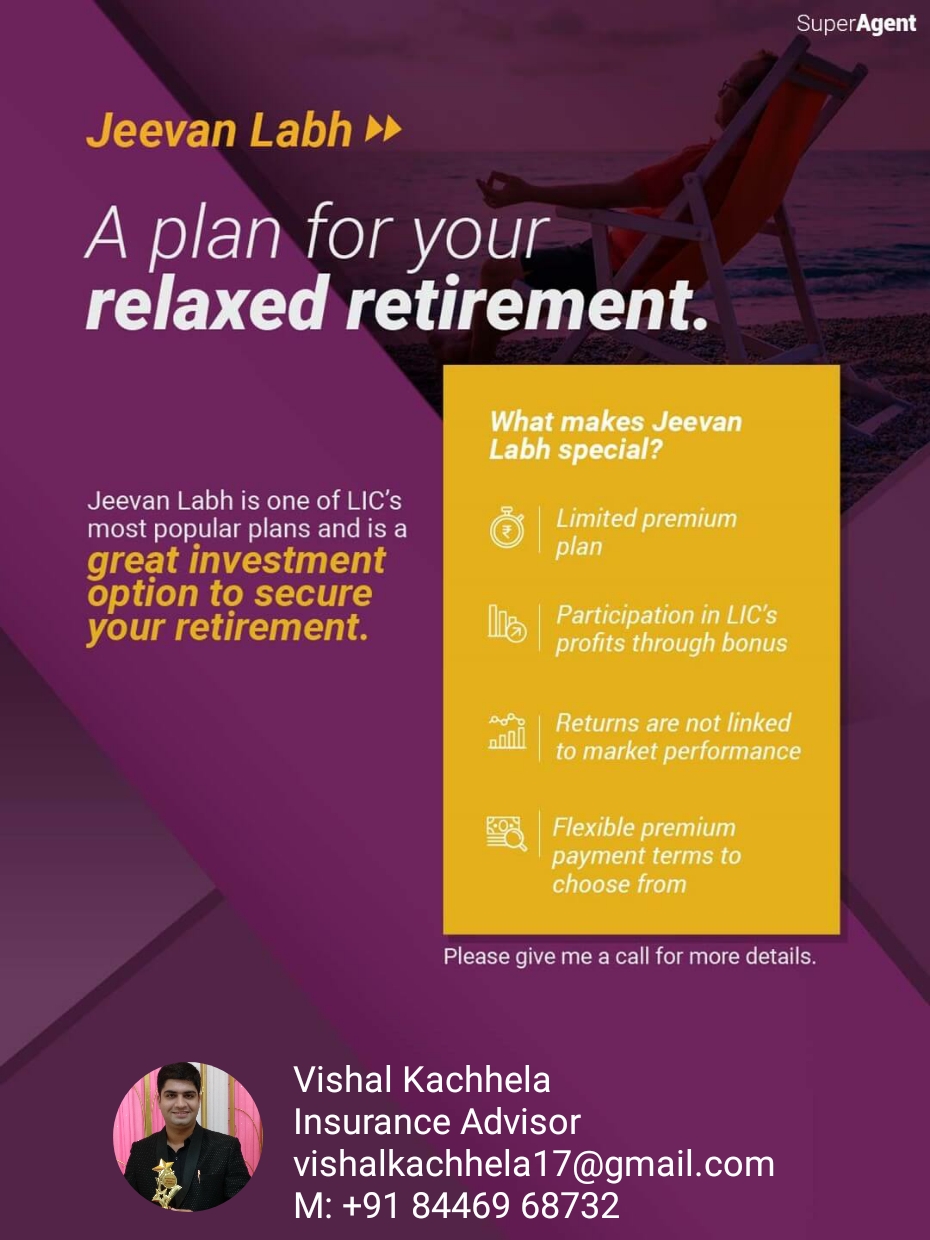 SuperAgent
Jeevan Labh
A plan for your
relaxed retirement.
Jeevan Labh is one of LIC's
most popular plans and is a
great investment
option to secure
your retirement.
What makes Jeevan
Labh special?
Limited premium
plan
Participation in LIC's
profits through bonus
Returns are not linked
to market performance
Flexible premium
payment terms to
choose from
Please give me a call for more details.
Vishal Kachhela
Insurance Advisor
vishalkachhela17@gmail.com
M: +91 84469 68732